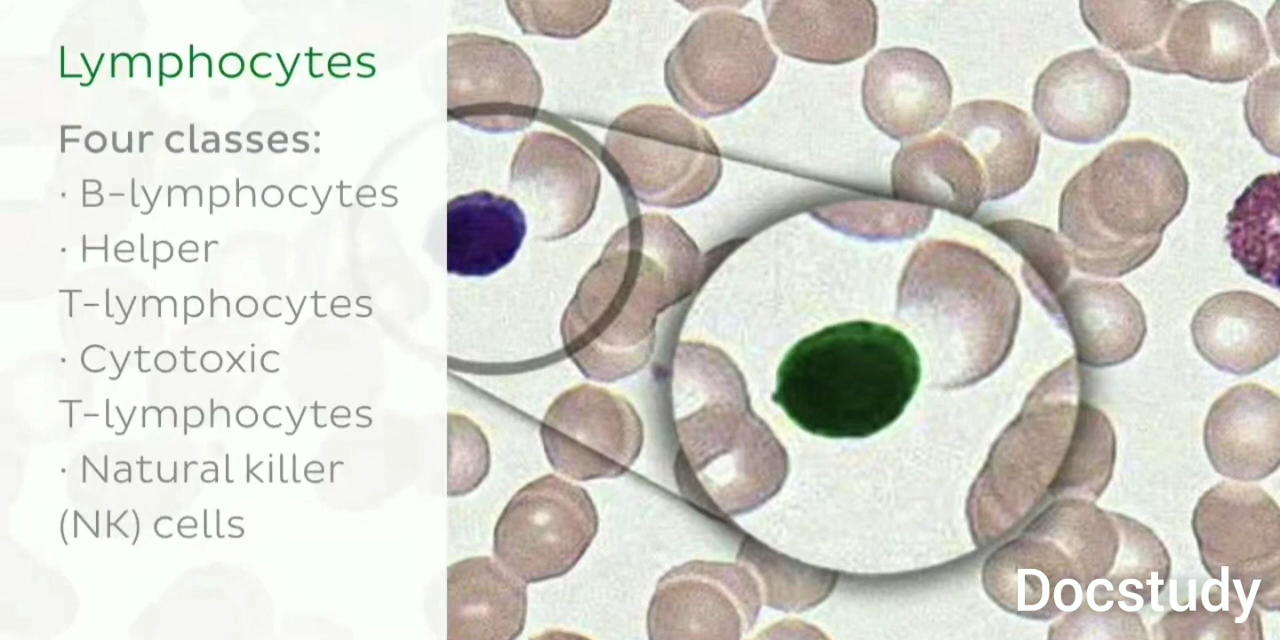 Lymphocytes
Four classes:
· B-lymphocytes
· Helper
T-lymphocytes
· Cytotoxic
T-lymphocytes
· Natural killer
(NK) cells
Docstudy